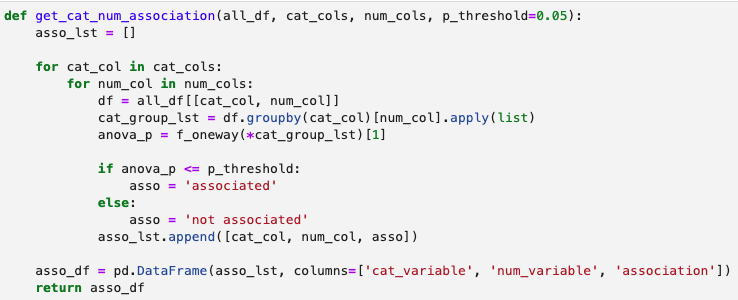 def get_cat_num_association(all_df, cat_cols, num_cols, p_threshold=0.05):
    asso_lst = []

    for cat_col in cat_cols:
        for num_col in num_cols:
            df = all_df[[cat_col, num_col]]
            cat_group_lst = df.groupby(cat_col)[num_col].apply(list)
            anova_p = f_oneway(*cat_group_lst)[1]

            if anova_p <= p_threshold:
                asso = 'associated'
            else:
                asso = 'not associated'
            asso_lst.append([cat_col, num_col, asso])

    asso_df = pd.DataFrame(asso_lst, columns=['cat_variable', 'num_variable', 'association'])
    return asso_df